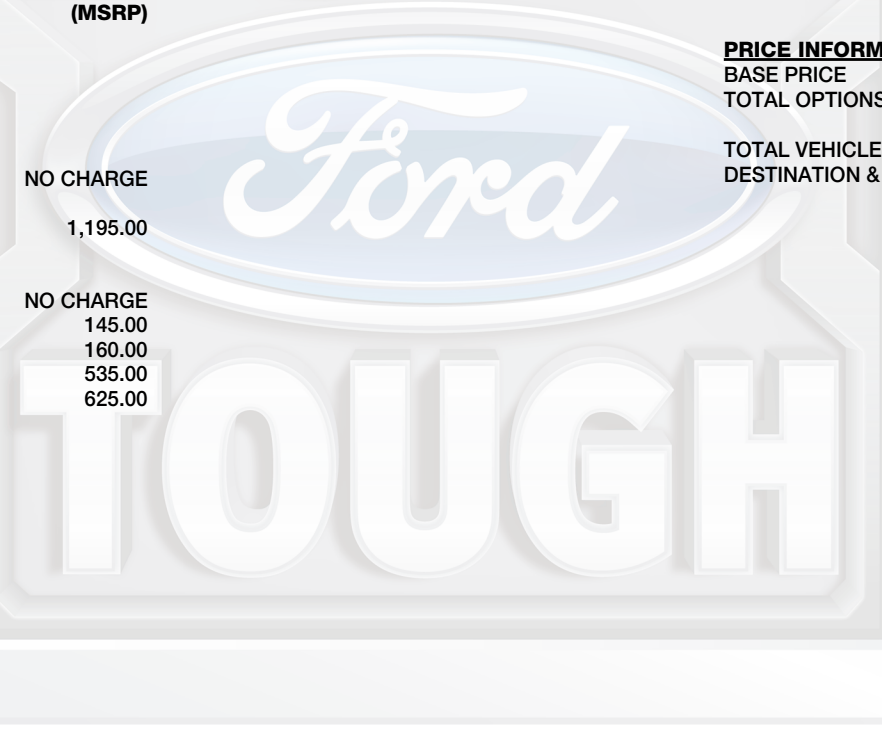 (MSRP)
NO CHARGE
1,195.00
NO CHARGE
145.00
160.00
535.00
625.00
PRICE INFORM
BASE PRICE
TOTAL OPTIONS
TOTAL VEHICLE
DESTINATION &
Ford
TOUGH